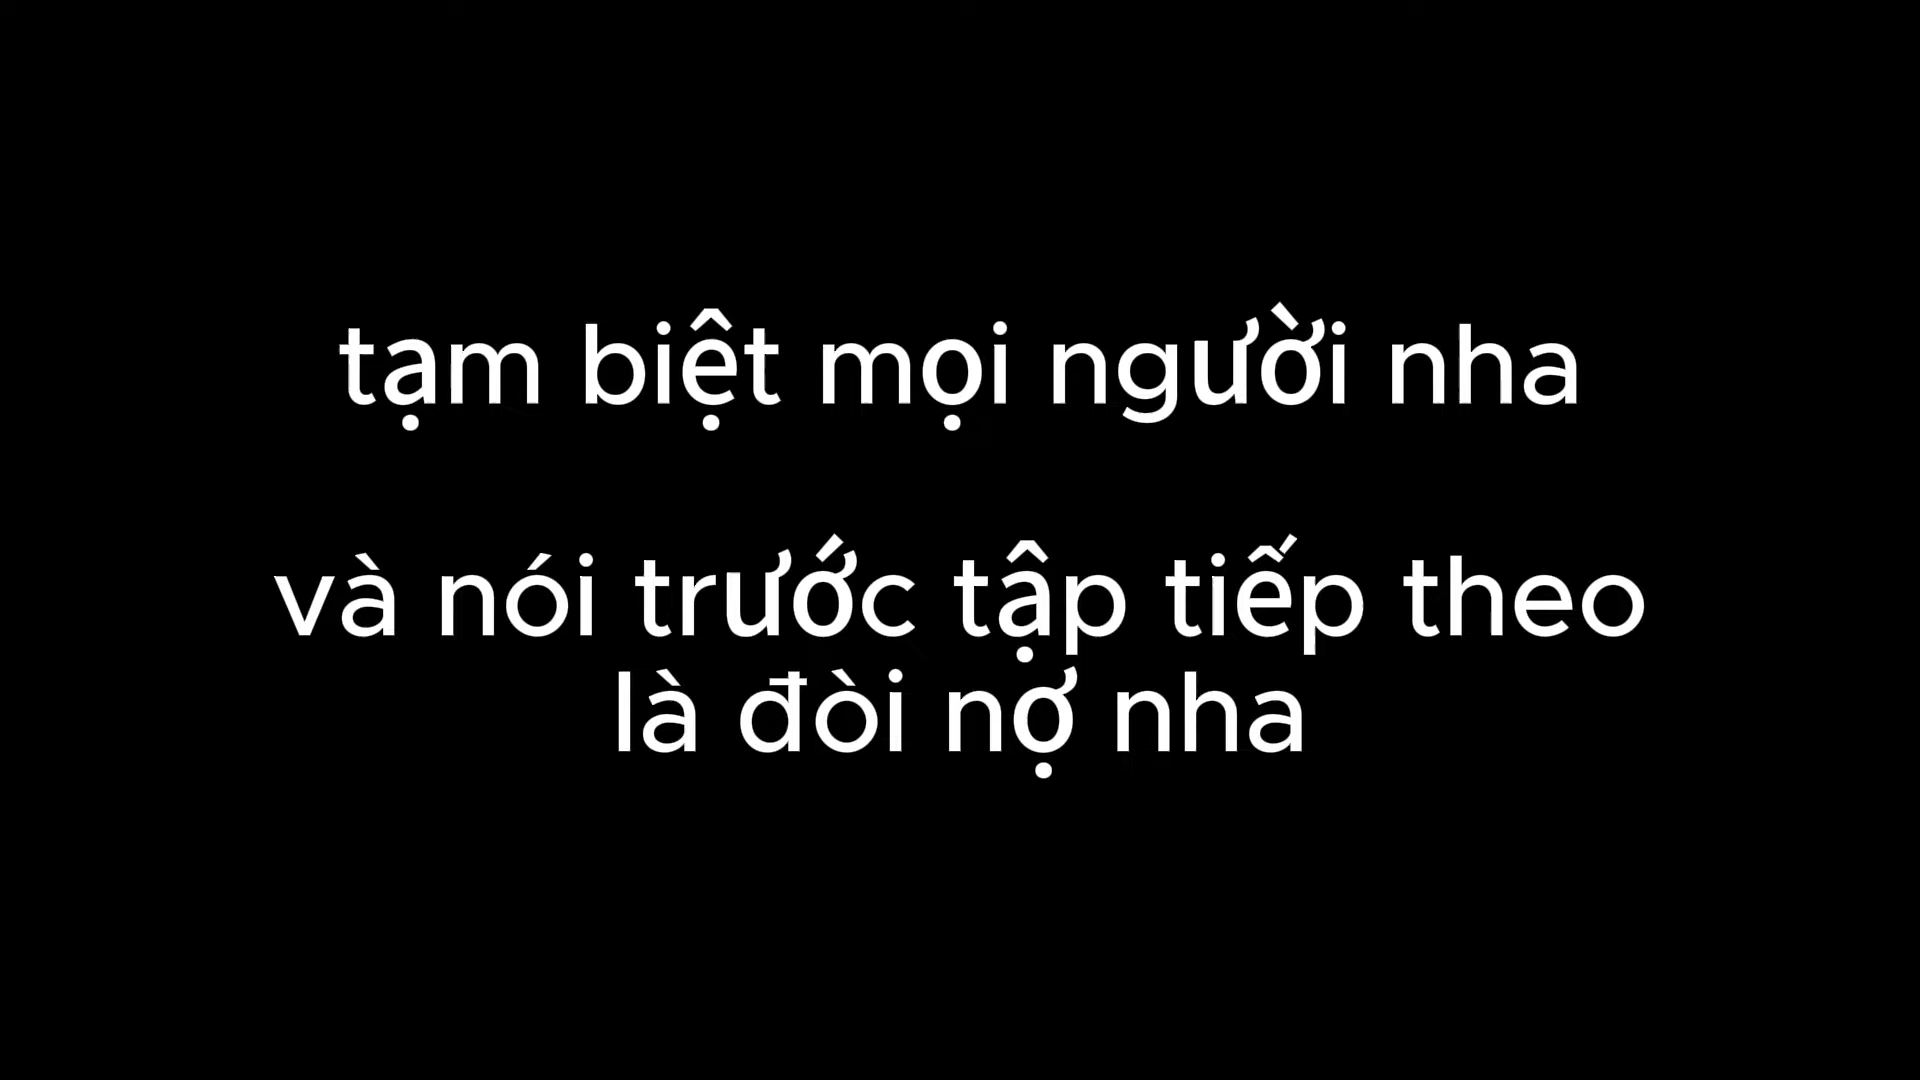 tạm biệt mọi người nha
và nói trước tập tiếp theo
là đòi nợ nha